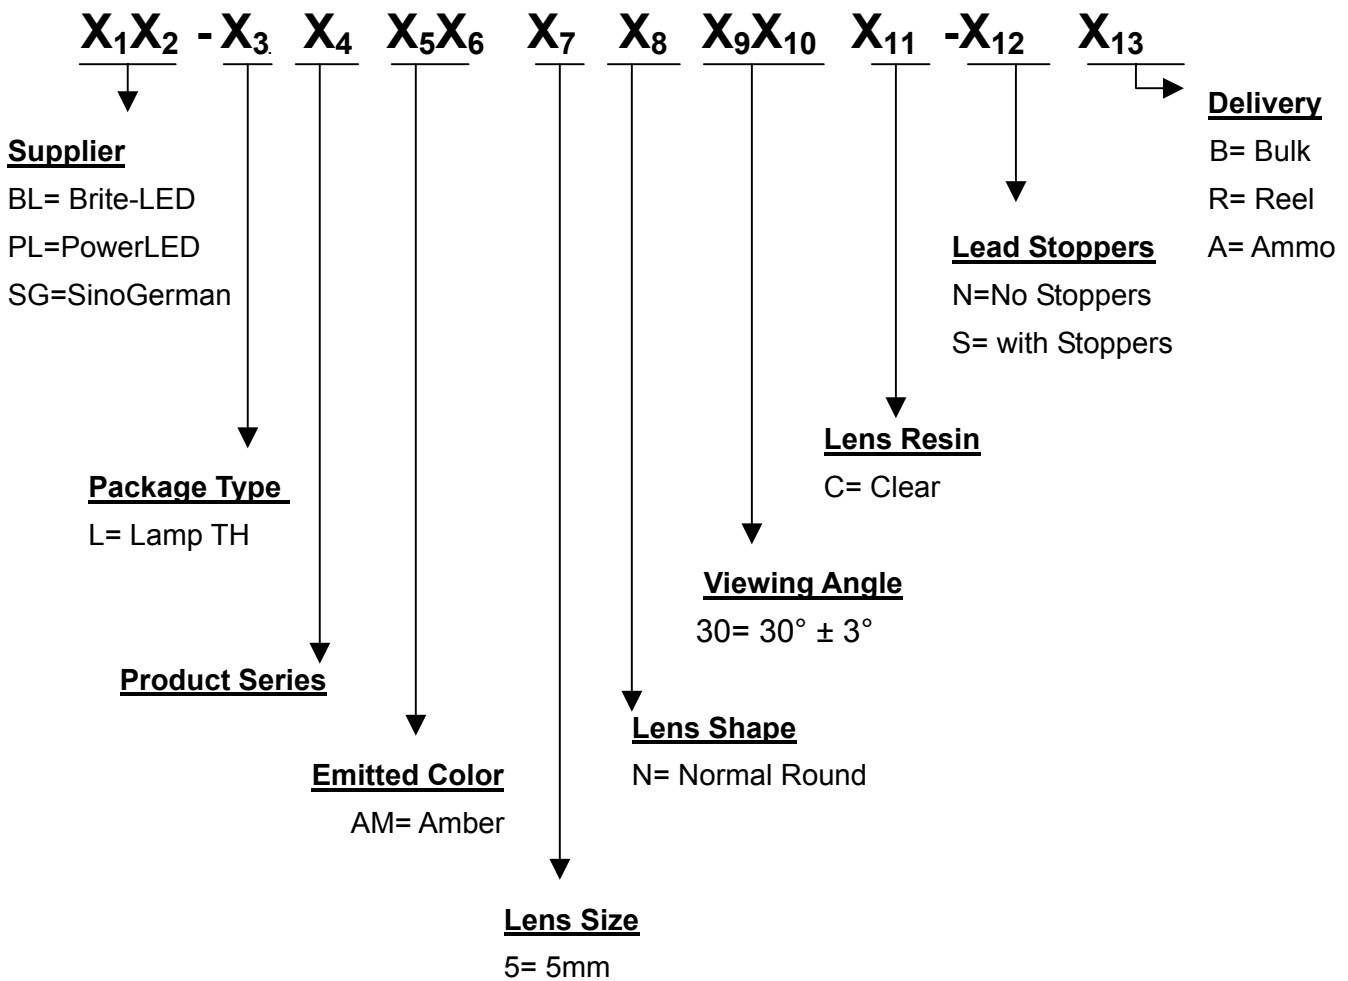 X₁X₂ - X₃ X₄ X₅X₆ X₇ X₈ X₉X₁₀ X₁₁ -X₁₂ X₁₃
Supplier
BL= Brite-LED
PL=PowerLED
SG=SinoGerman
Package Type
L= Lamp TH
Product Series
Emitted Color
AM= Amber
Lens Size
5= 5mm
Lens Shape
N= Normal Round
Viewing Angle
30= 30° ± 3°
Lens Resin
C= Clear
Lead Stoppers
N=No Stoppers
S= with Stoppers
Delivery
B= Bulk
R= Reel
A= Ammo